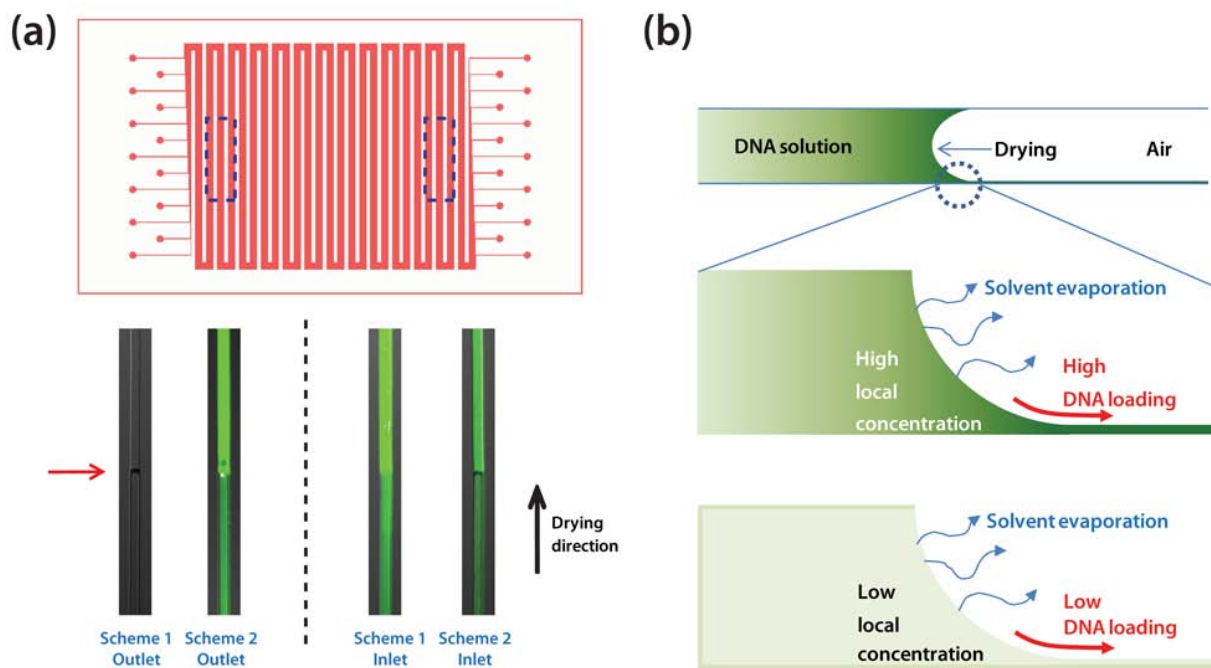 (a)
Drying
direction
Scheme 1
Outlet
Scheme 2
Outlet
Scheme 1
Inlet
Scheme 2
Inlet
(b)
DNA solution
Drying
Air
Solvent evaporation
High
local
concentration
High
DNA loading
Solvent evaporation
Low
local
concentration
Low
DNA loading